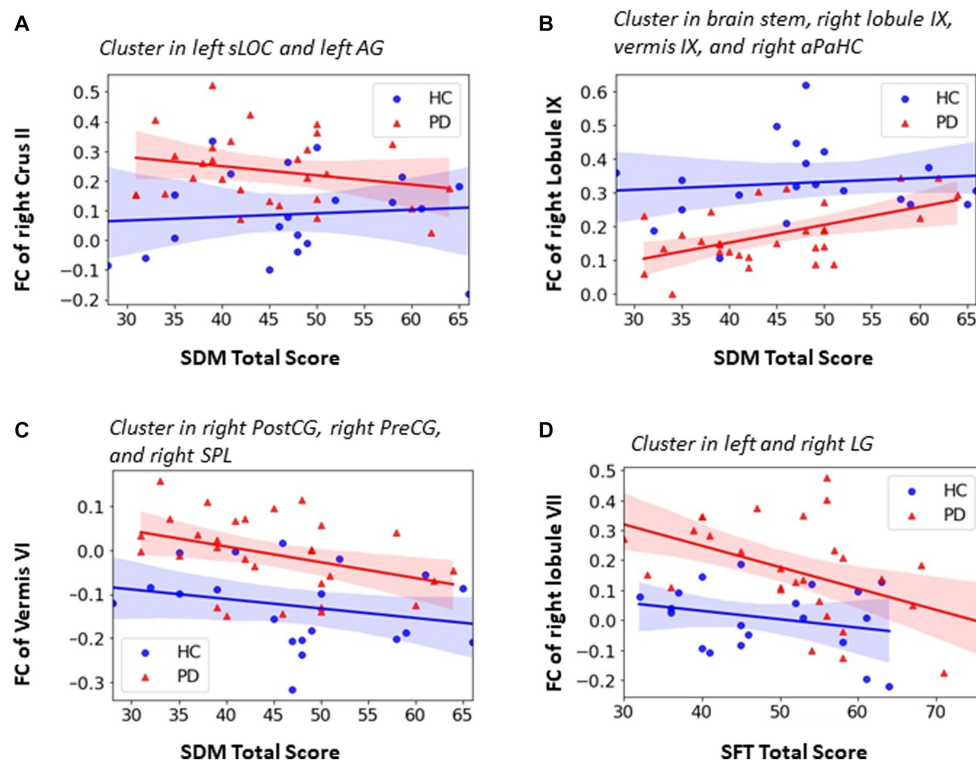 A
Cluster in left sLOC and left AG
FC of right Crus II
0.5
0.4
0.3
0.2
0.1
0.0
−0.1
−0.2
HC
PD
30 35 40 45 50 55 60 65
SDM Total Score
B
Cluster in brain stem, right lobule IX,
vermis IX, and right aPaHC
FC of right Lobule IX
0.6
0.5
0.4
0.3
0.2
0.1
0.0
HC
PD
30 35 40 45 50 55 60 65
SDM Total Score
C
Cluster in right PostCG, right PreCG,
and right SPL
FC of Vermis VI
0.1
0.0
−0.1
−0.2
−0.3
HC
PD
30 35 40 45 50 55 60 65
SDM Total Score
D
Cluster in left and right LG
FC of right lobule VII
0.5
0.4
0.3
0.2
0.1
0.0
−0.1
−0.2
HC
PD
30 40 50 60 70
SFT Total Score